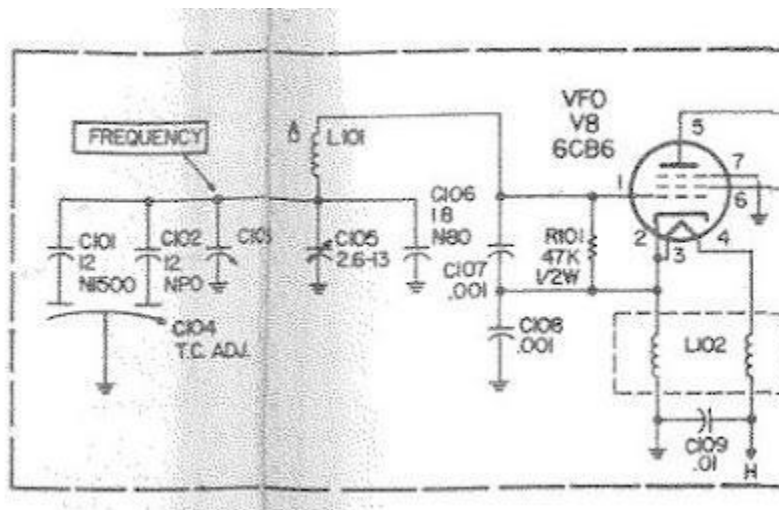 FREQUENCY
L101
VFO
V8
6CB6
5
7
6
1
2
3
4
C101
12
N1500
C102
12
NPO
C105
2.6-13
C106
18
N80
C107
.001
R101
47K
1/2W
C104
T.C. ADJ.
C108
.001
L102
C109
.01
H